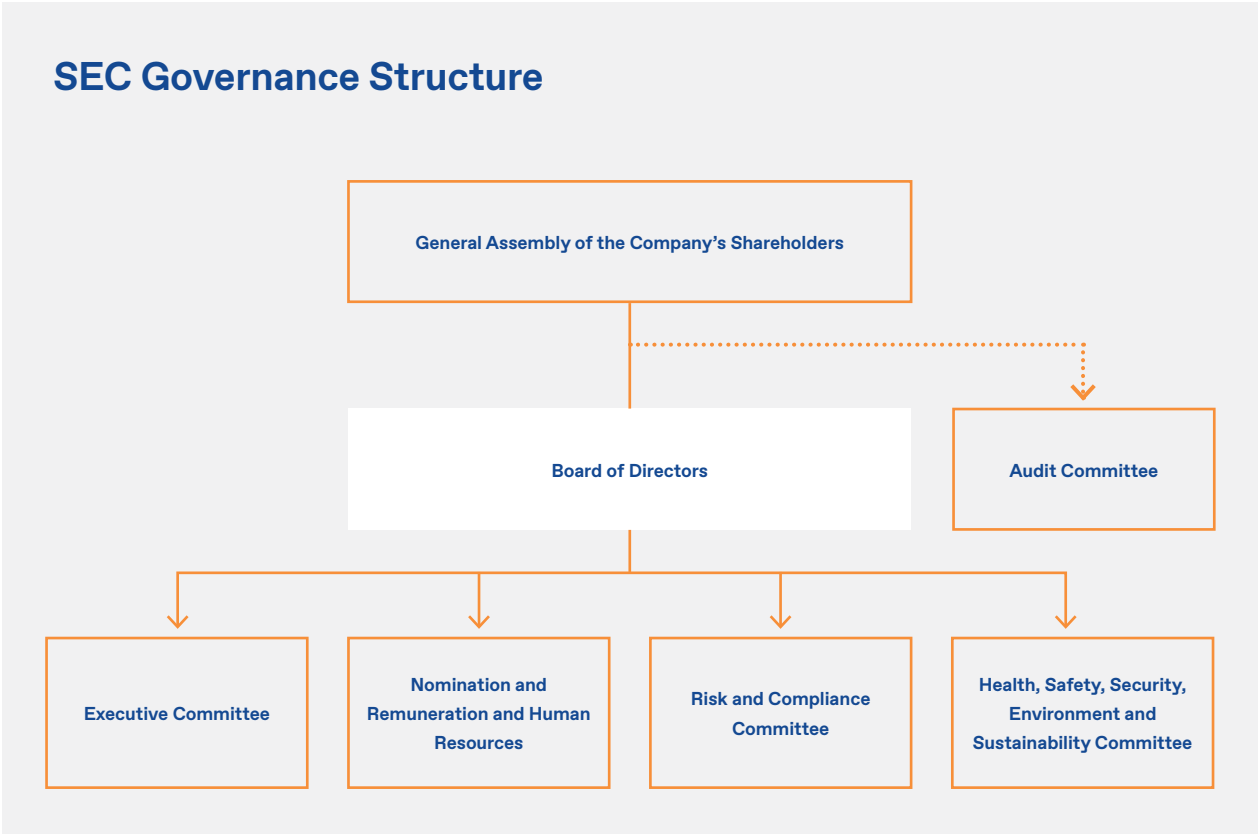 SEC Governance Structure
General Assembly of the Company’s Shareholders
Board of Directors
Audit Committee
Executive Committee
Nomination and
Remuneration and Human
Resources
Risk and Compliance
Committee
Health, Safety, Security,
Environment and
Sustainability Committee